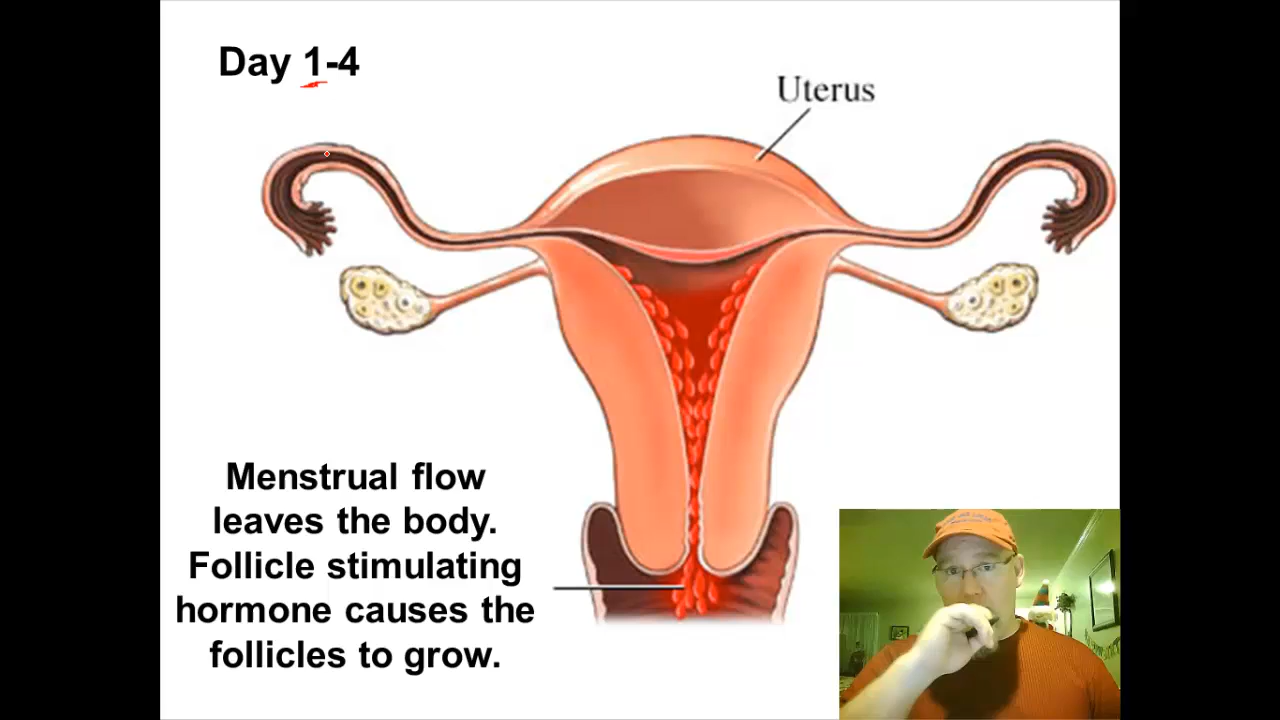 Day 1-4
Uterus
Menstrual flow
leaves the body.
Follicle stimulating
hormone causes the
follicles to grow.